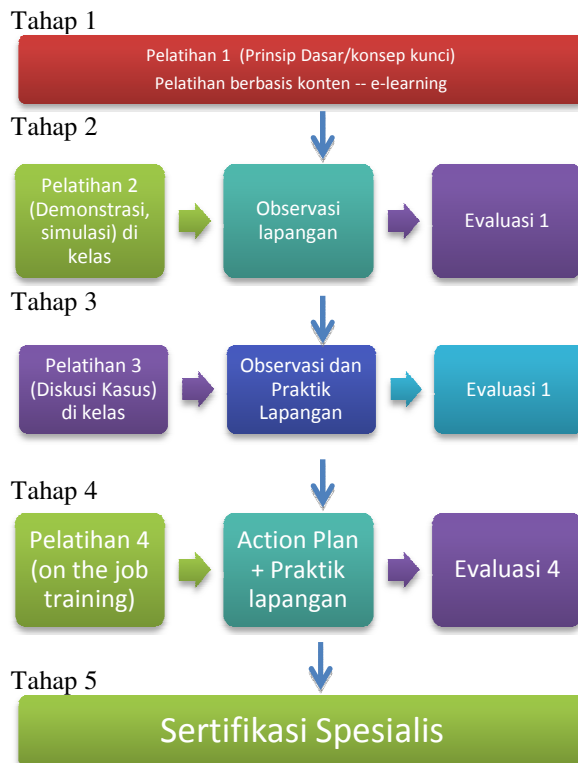 Tahap 1
Pelatihan 1 (Prinsip Dasar/konsep kunci)
Pelatihan berbasis konten -- e-learning
Tahap 2
Pelatihan 2
(Demonstrasi,
simulasi) di
kelas
Observasi
lapangan
Evaluasi 1
Tahap 3
Pelatihan 3
(Diskusi Kasus)
di kelas
Observasi dan
Praktik
Lapangan
Evaluasi 1
Tahap 4
Pelatihan 4
(on the job
training)
Action Plan
+ Praktik
lapangan
Evaluasi 4
Tahap 5
Sertifikasi Spesialis